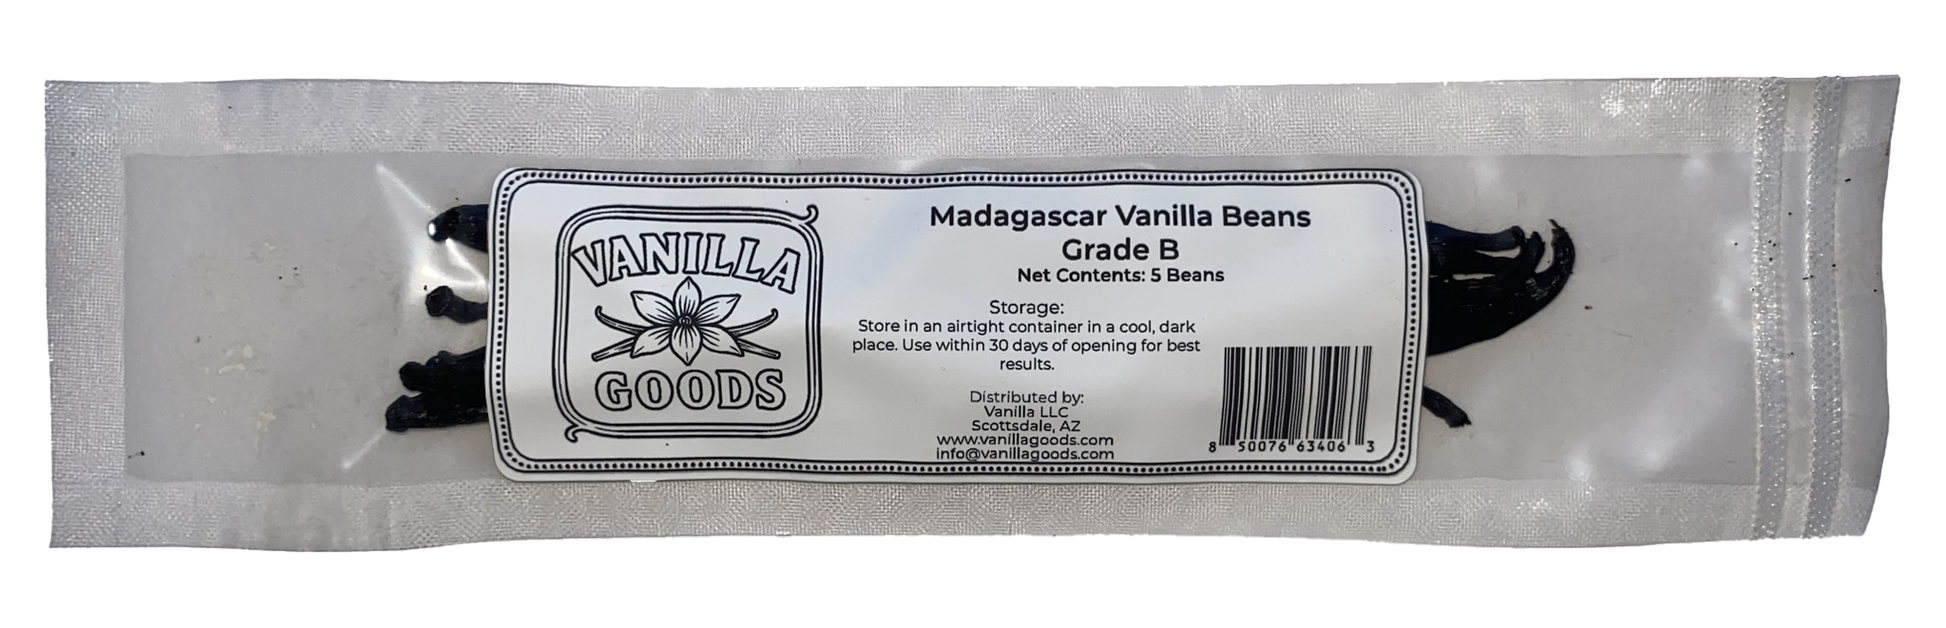 VANILLA
GOODS
Madagascar Vanilla Beans
Grade B
Net Contents: 5 Beans
Storage:
Store in an airtight container in a cool, dark
place. Use within 30 days of opening for best
results.
Distributed by:
Vanilla LLC
Scottsdale, AZ
www.vanillagoods.com
info@vanillagoods.com
8 50076 63406 3